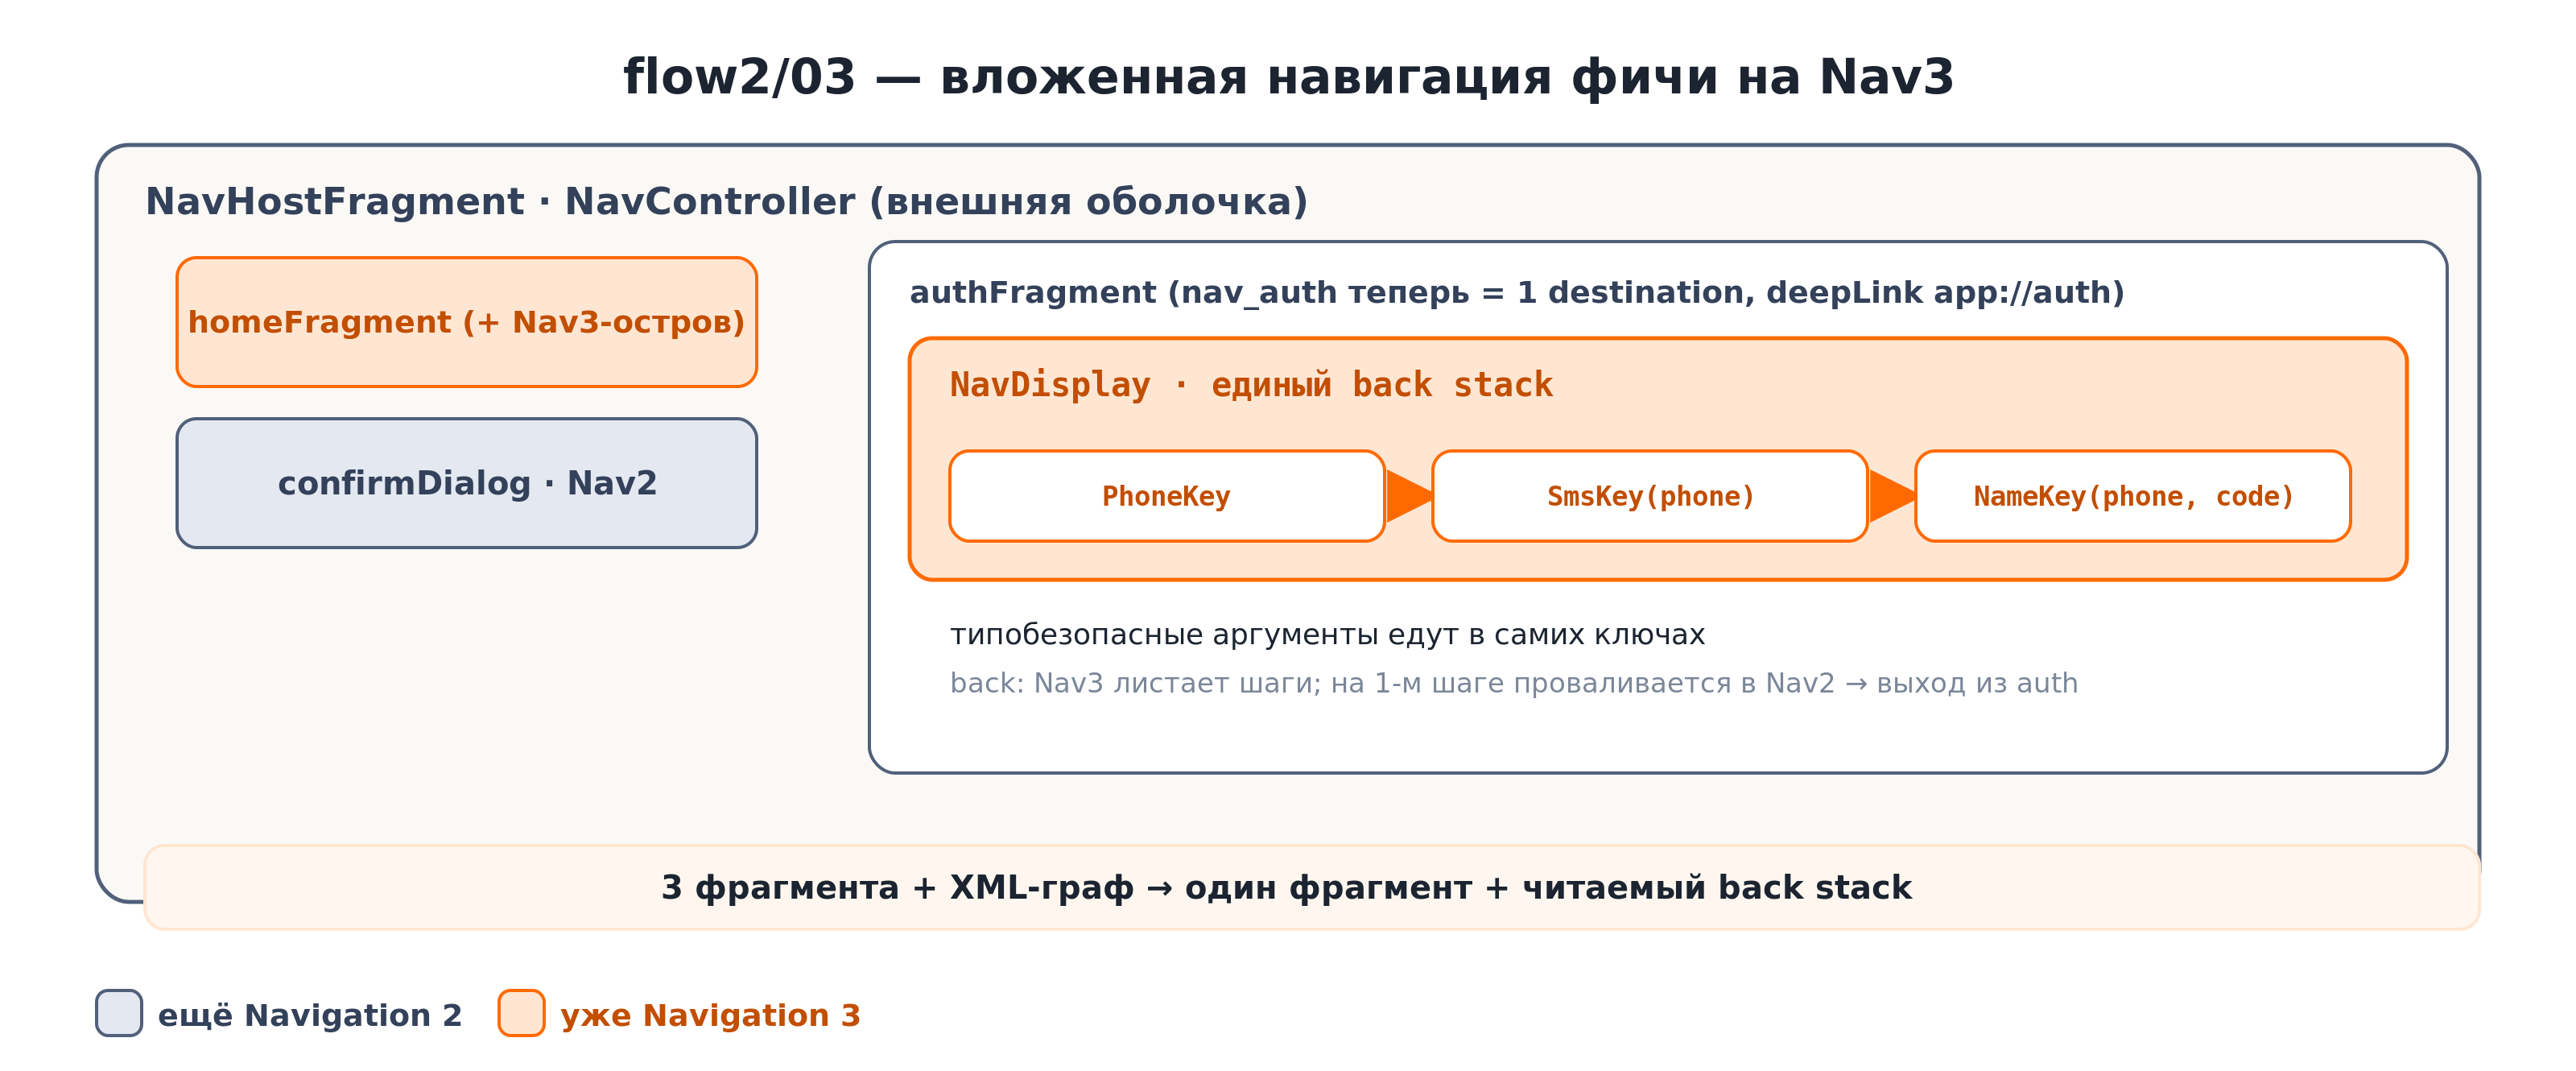 flow2/03 — вложенная навигация фичи на Nav3
NavHostFragment · NavController (внешняя оболочка)
homeFragment (+ Nav3-остров)
confirmDialog · Nav2
authFragment (nav_auth теперь = 1 destination, deepLink app://auth)
NavDisplay · единый back stack
PhoneKey
SmsKey(phone)
NameKey(phone, code)
типобезопасные аргументы едут в самих ключах
back: Nav3 листает шаги; на 1-м шаге проваливается в Nav2 → выход из auth
3 фрагмента + XML-граф → один фрагмент + читаемый back stack
ещё Navigation 2
уже Navigation 3